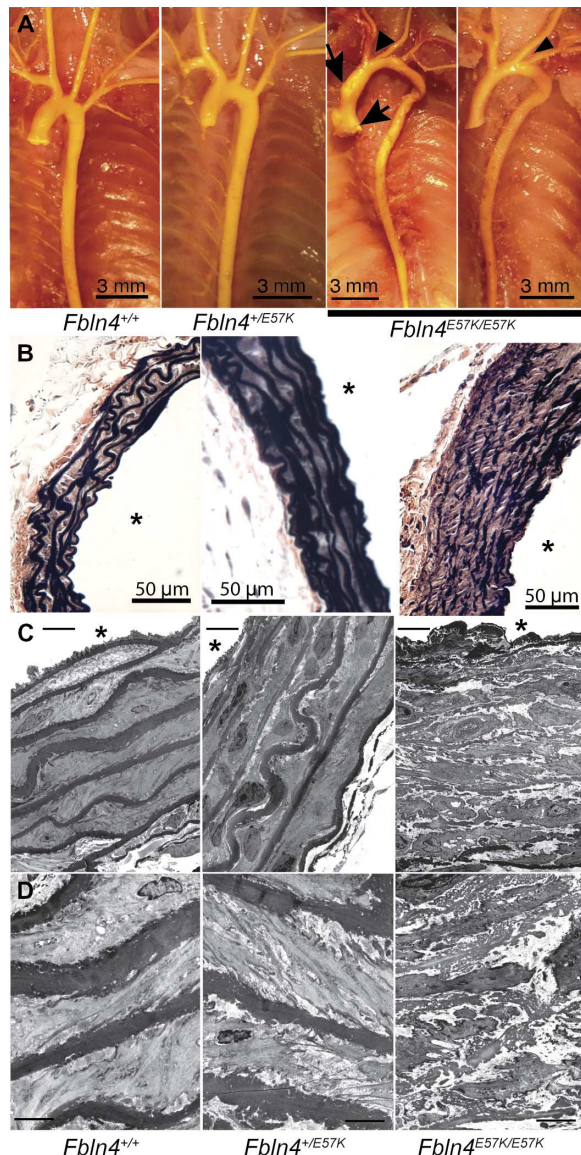 A
3 mm
3 mm
3 mm
3 mm
Fbln4+/+
Fbln4+/E57K
Fbln4E57K/E57K
B
*
*
*
50 µm
50 µm
50 µm
C
*
*
*
D
Fbln4+/+
Fbln4+/E57K
Fbln4E57K/E57K